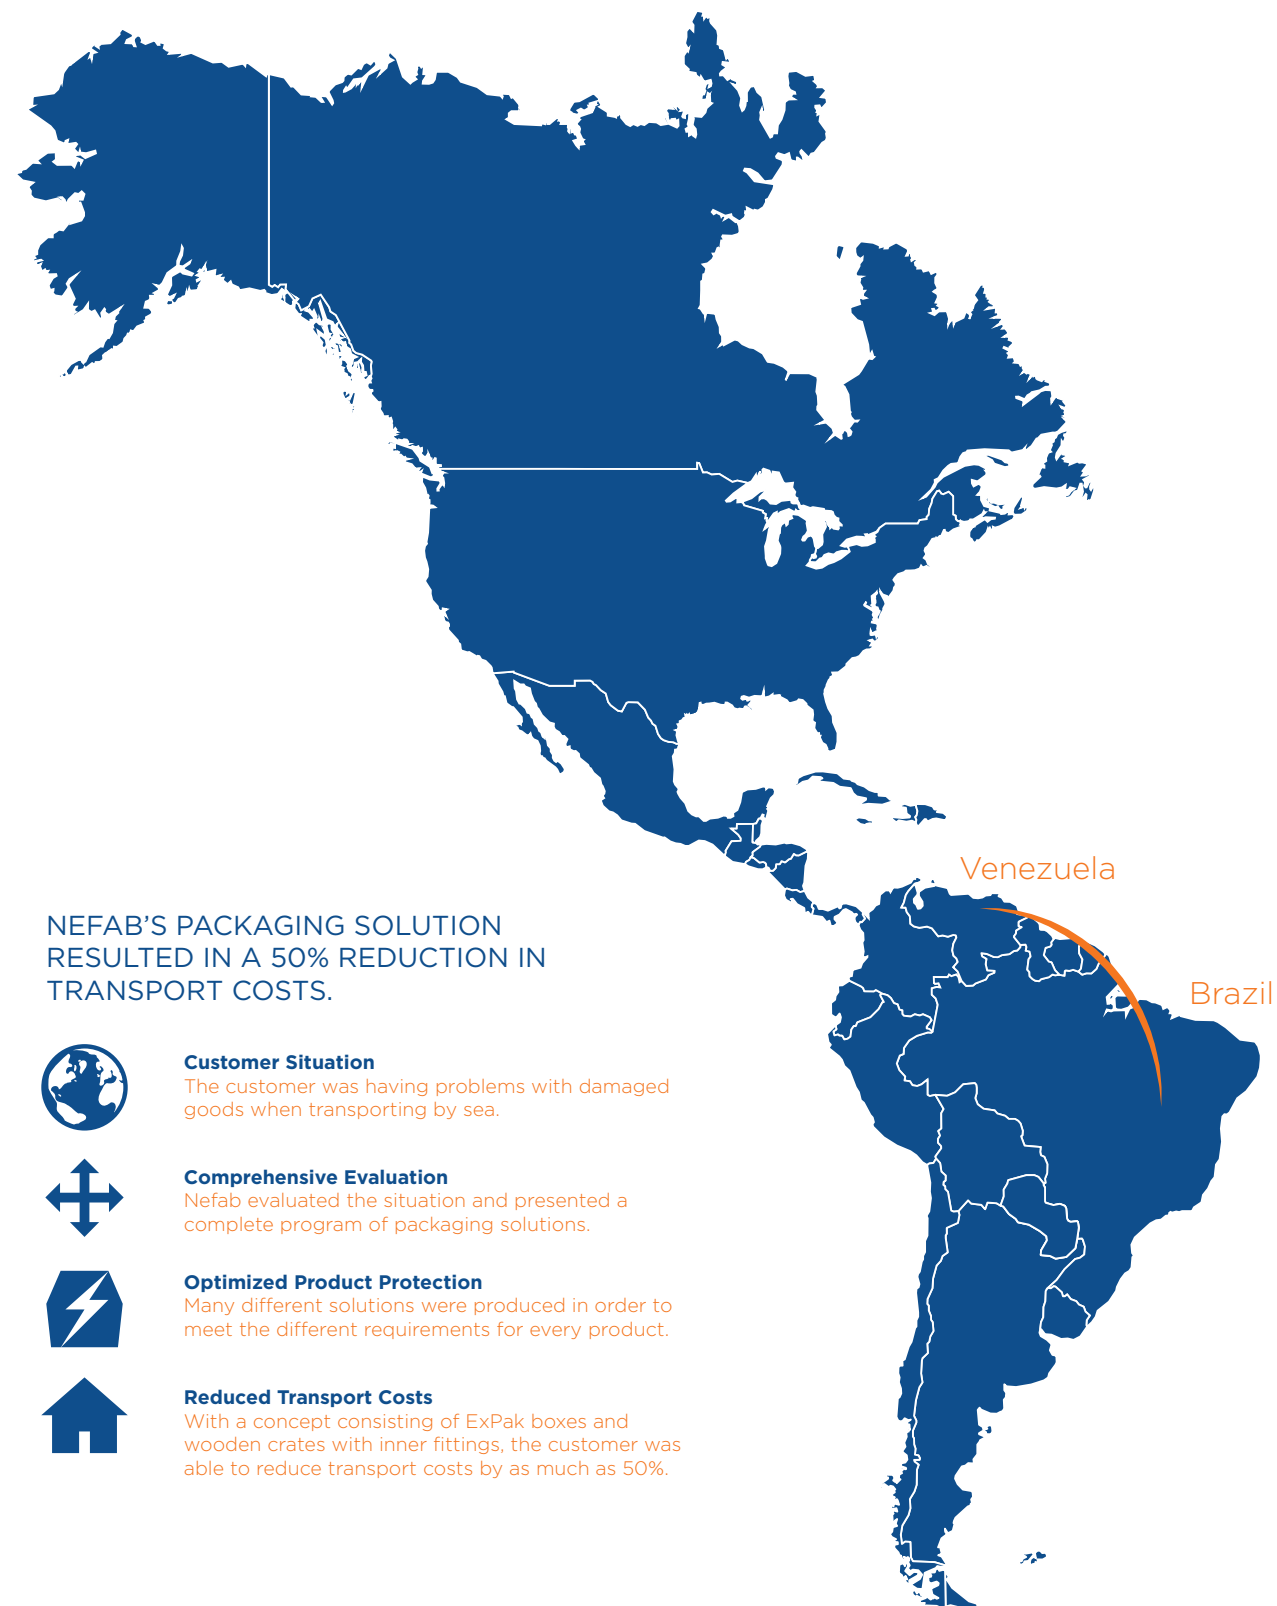 Venezuela
Brazil
NEFAB’S PACKAGING SOLUTION
RESULTED IN A 50% REDUCTION IN
TRANSPORT COSTS.
Customer Situation
The customer was having problems with damaged
goods when transporting by sea.
Comprehensive Evaluation
Nefab evaluated the situation and presented a
complete program of packaging solutions.
Optimized Product Protection
Many different solutions were produced in order to
meet the different requirements for every product.
Reduced Transport Costs
With a concept consisting of ExPak boxes and
wooden crates with inner fittings, the customer was
able to reduce transport costs by as much as 50%.